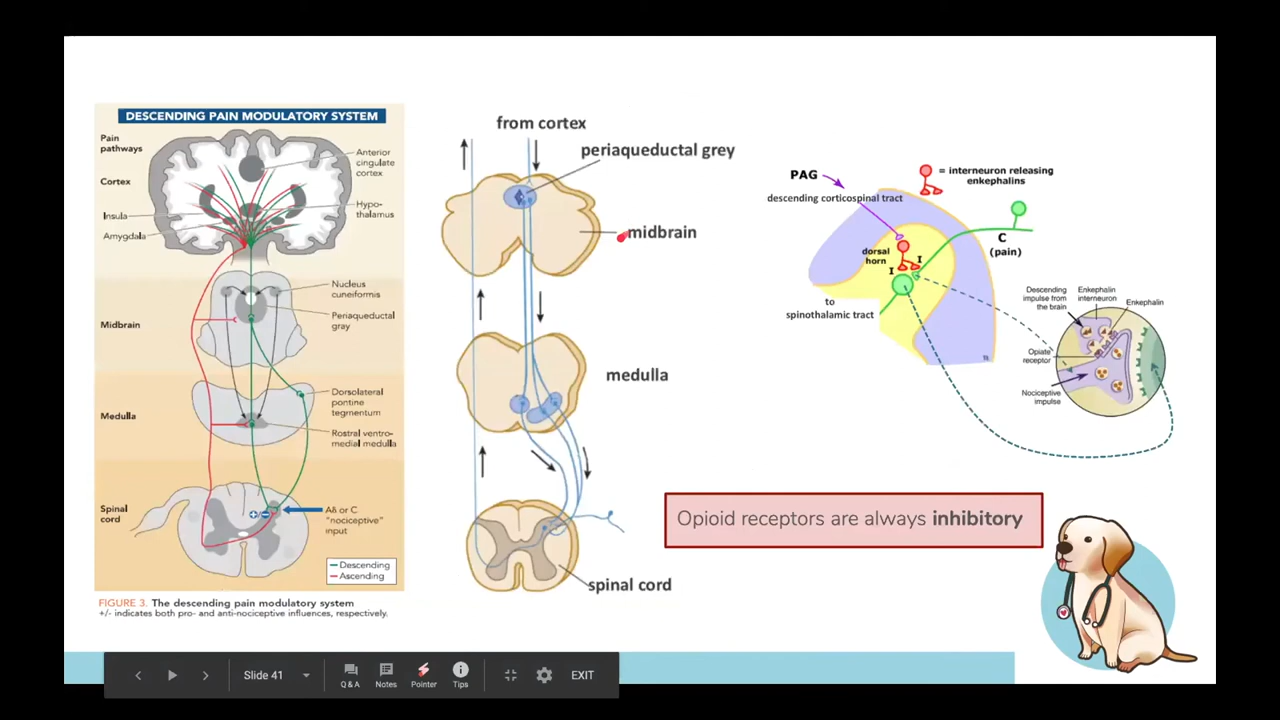 DESCENDING PAIN MODULATORY SYSTEM
Pain
pathways
Cortex
Insula
Amygdala
Anterior
cingulate
cortex
Hypo-
thalamus
Midbrain
Nucleus
cuneiformis
Periaqueductal
gray
Medulla
Dorsolateral
pontine
tegmentum
Rostral ventro-
medial medulla
Spinal
cord
Aδ or C
"nociceptive"
input
Descending
Ascending
FIGURE 3. The descending pain modulatory system
+/- indicates both pro- and anti-nociceptive influences, respectively.
from cortex
periaqueductal grey
midbrain
medulla
spinal cord
PAG
descending corticospinal tract
= interneuron releasing
enkephalins
C
(pain)
dorsal
horn
I
I
to
spinothalamic tract
Descending
impulse from
the brain
Enkephalin
interneuron
Enkephalin
Opiate
receptor
Nociceptive
impulse
Opioid receptors are always inhibitory
Slide 41
Q & A
Notes
Pointer
Tips
EXIT